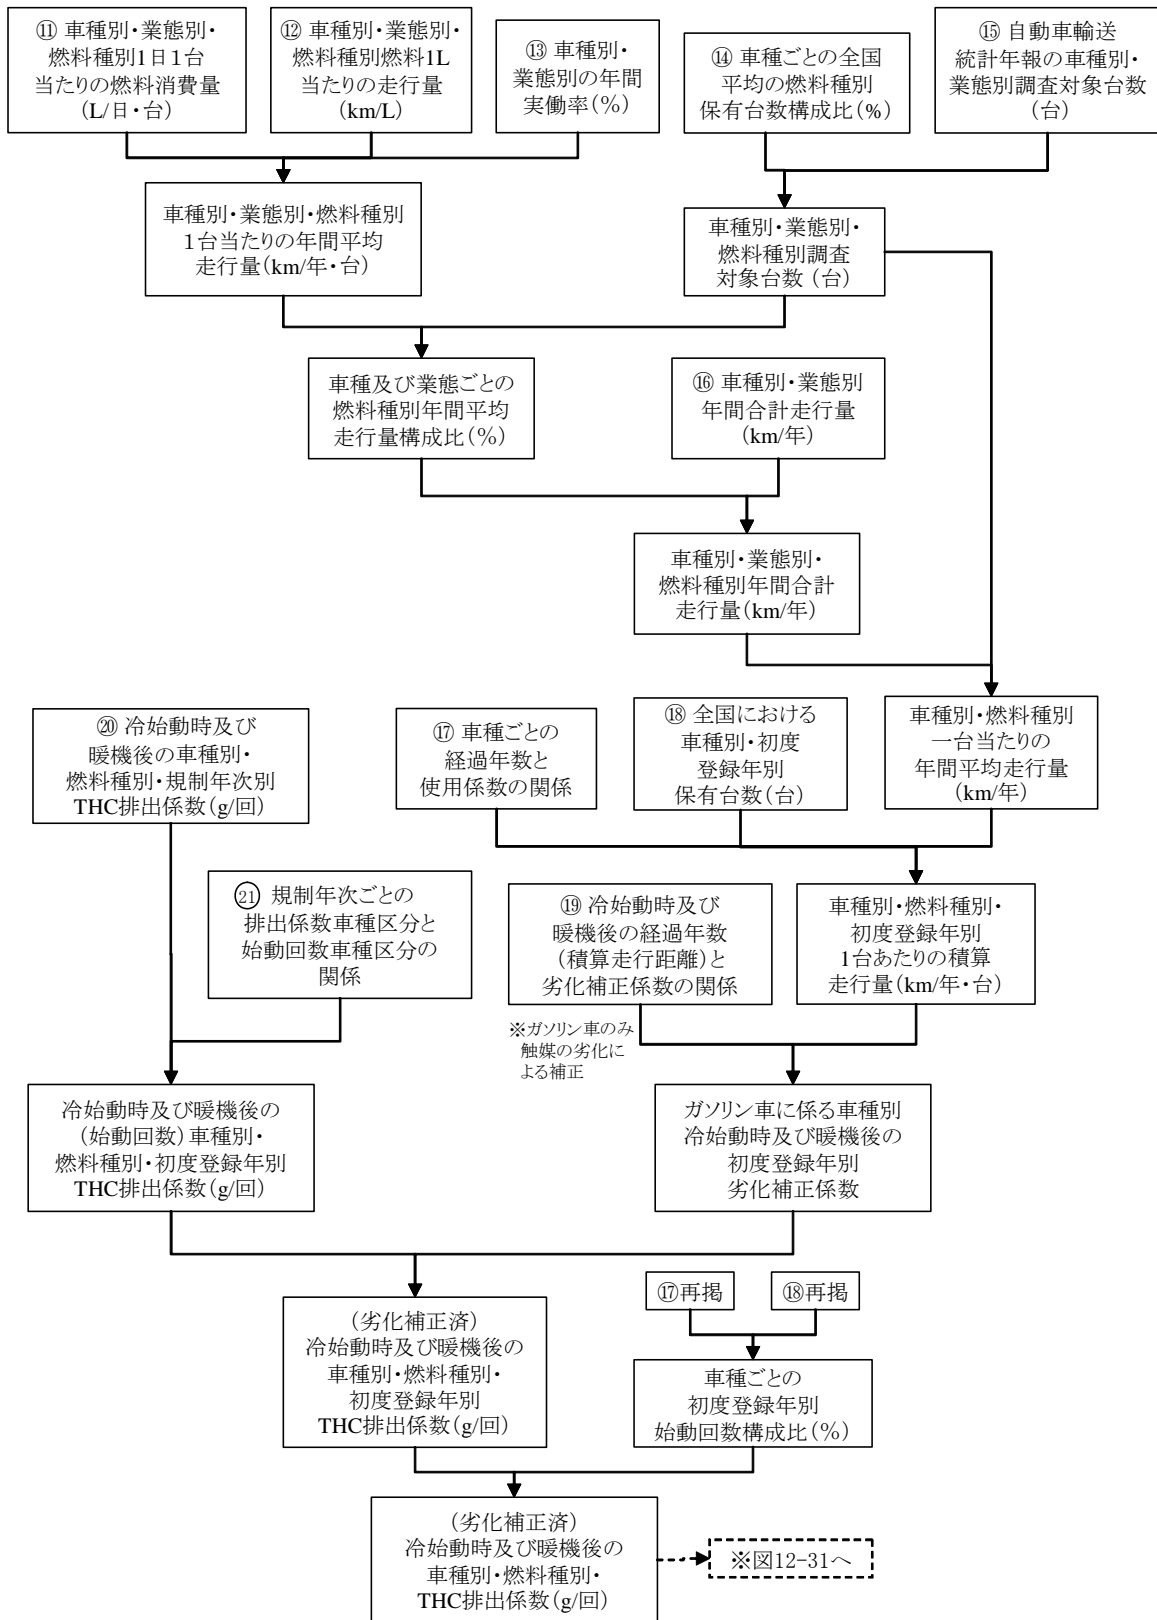 ⑪ 車種別・業態別・
燃料種別1日１台
当たりの燃料消費量
(L/日・台)
⑫ 車種別・業態別・
燃料種別燃料1L
当たりの走行量
(km/L)
⑬ 車種別・
業態別の年間
実働率(%)
⑭ 車種ごとの全国
平均の燃料種別
保有台数構成比(%)
⑮ 自動車輸送
統計年報の車種別・
業態別調査対象台数
(台)
車種別・業態別・燃料種別
１台当たりの年間平均
走行量(km/年・台)
車種別・業態別・
燃料種別調査
対象台数 (台)
車種及び業態ごとの
燃料種別年間平均
走行量構成比(%)
⑯ 車種別・業態別
年間合計走行量
(km/年)
車種別・業態別・
燃料種別年間合計
走行量(km/年)
⑳ 冷始動時及び
暖機後の車種別・
燃料種別・規制年次別
THC排出係数(g/回)
⑰ 車種ごとの
経過年数と
使用係数の関係
⑱ 全国における
車種別・初度
登録年別
保有台数(台)
車種別・燃料種別
一台当たりの
年間平均走行量
(km/年)
㉑ 規制年次ごとの
排出係数車種区分と
始動回数車種区分の
関係
⑲ 冷始動時及び
暖機後の経過年数
(積算走行距離)と
劣化補正係数の関係
車種別・燃料種別・
初度登録年別
1台あたりの積算
走行量(km/年・台)
※ガソリン車のみ
触媒の劣化に
よる補正
冷始動時及び暖機後の
(始動回数)車種別・
燃料種別・初度登録年別
THC排出係数(g/回)
ガソリン車に係る車種別
冷始動時及び暖機後の
初度登録年別
劣化補正係数
(劣化補正済)
冷始動時及び暖機後の
車種別・燃料種別・
初度登録年別
THC排出係数(g/回)
⑰再掲
⑱再掲
車種ごとの
初度登録年別
始動回数構成比(%)
(劣化補正済)
冷始動時及び暖機後の
車種別・燃料種別・
THC排出係数(g/回)
※図12-31へ